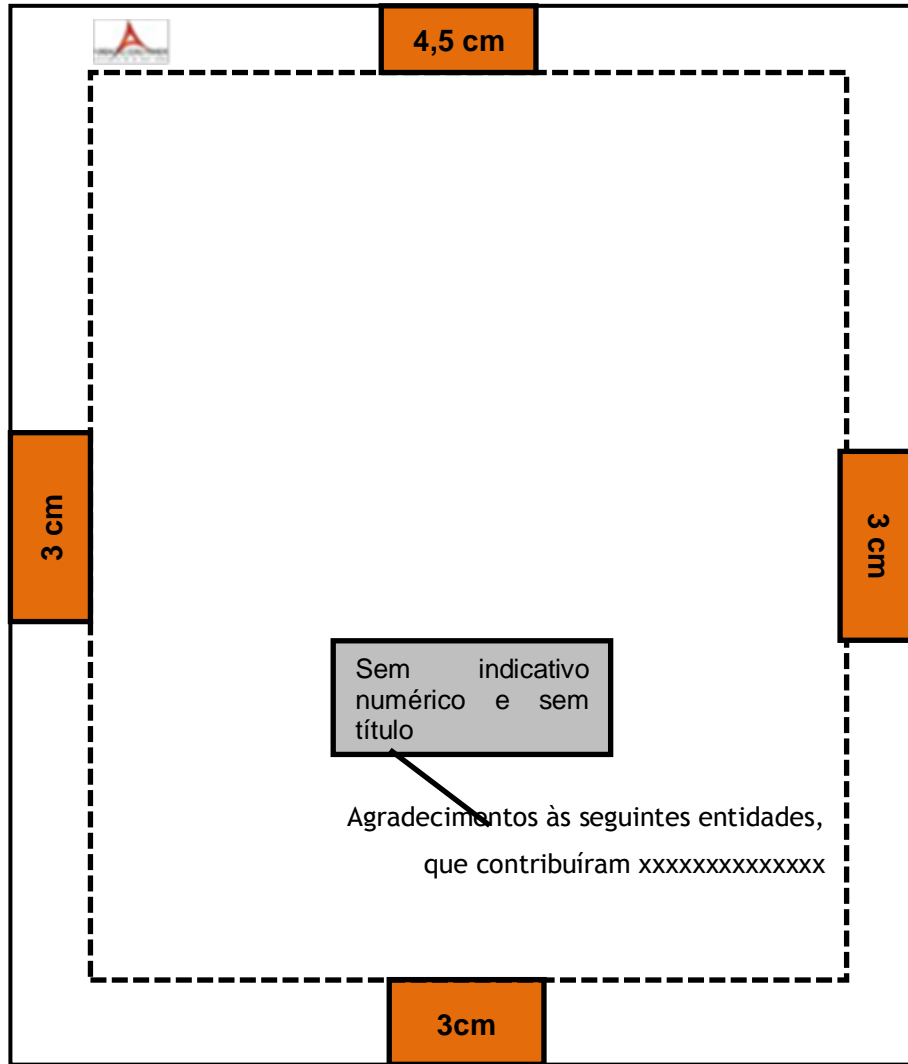 4,5 cm
3 cm
3 cm
Sem indicativo
numérico e sem
título
Agradecimentos às seguintes entidades,
que contribuíram xxxxxxxxxxxxxx
3cm